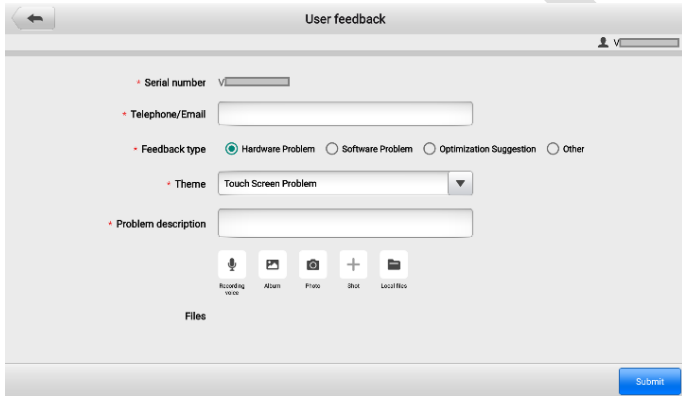 User feedback
V
* Serial number V
* Telephone/Email
* Feedback type Hardware Problem Software Problem Optimization Suggestion Other
* Theme Touch Screen Problem
* Problem description
Recording voice Album Photo Shot Local files
Files
Submit